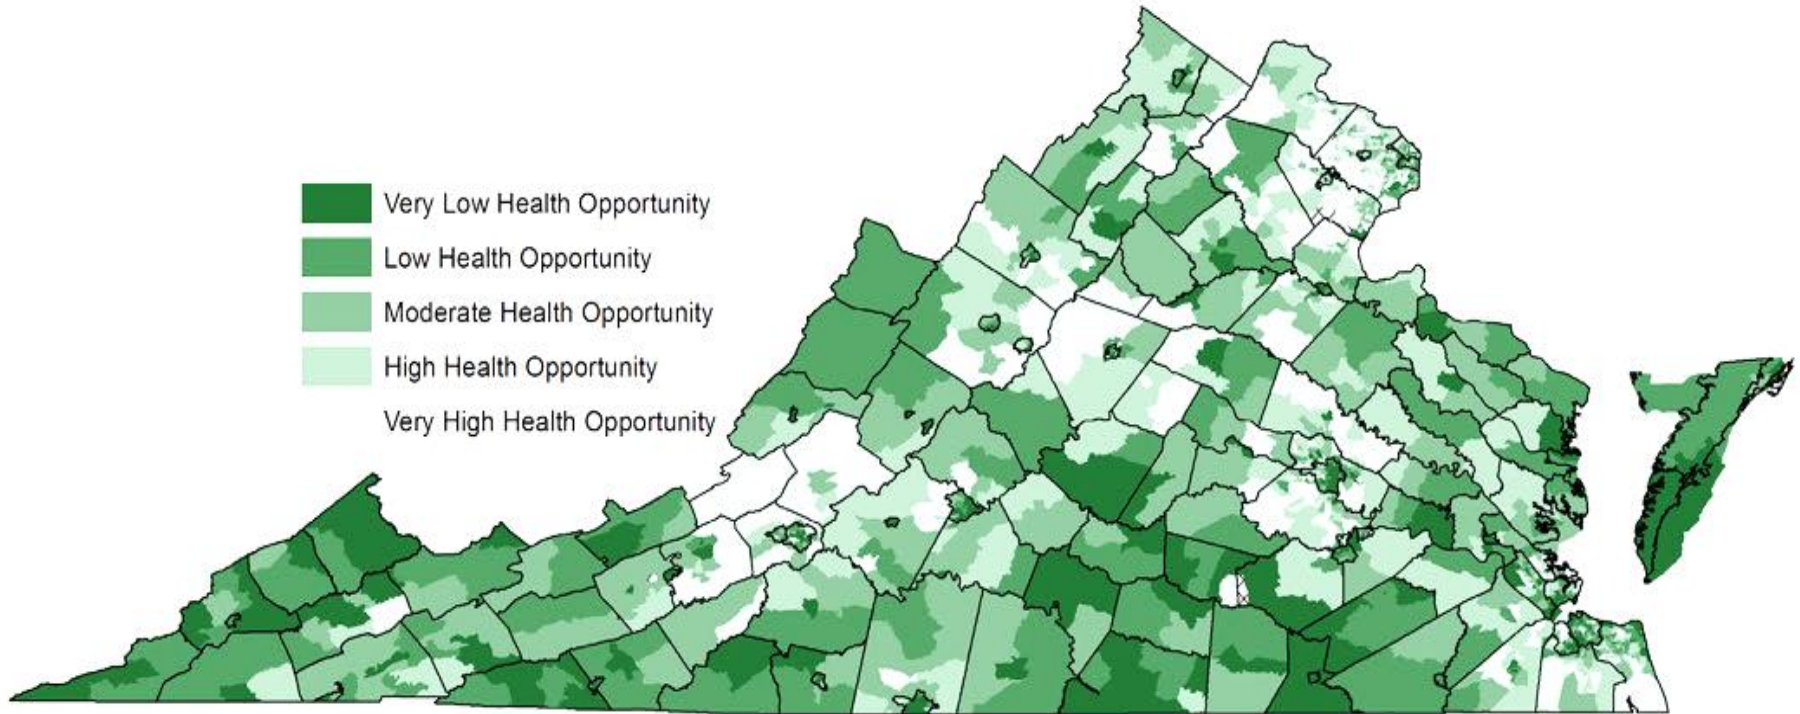 Very Low Health Opportunity
Low Health Opportunity
Moderate Health Opportunity
High Health Opportunity
Very High Health Opportunity